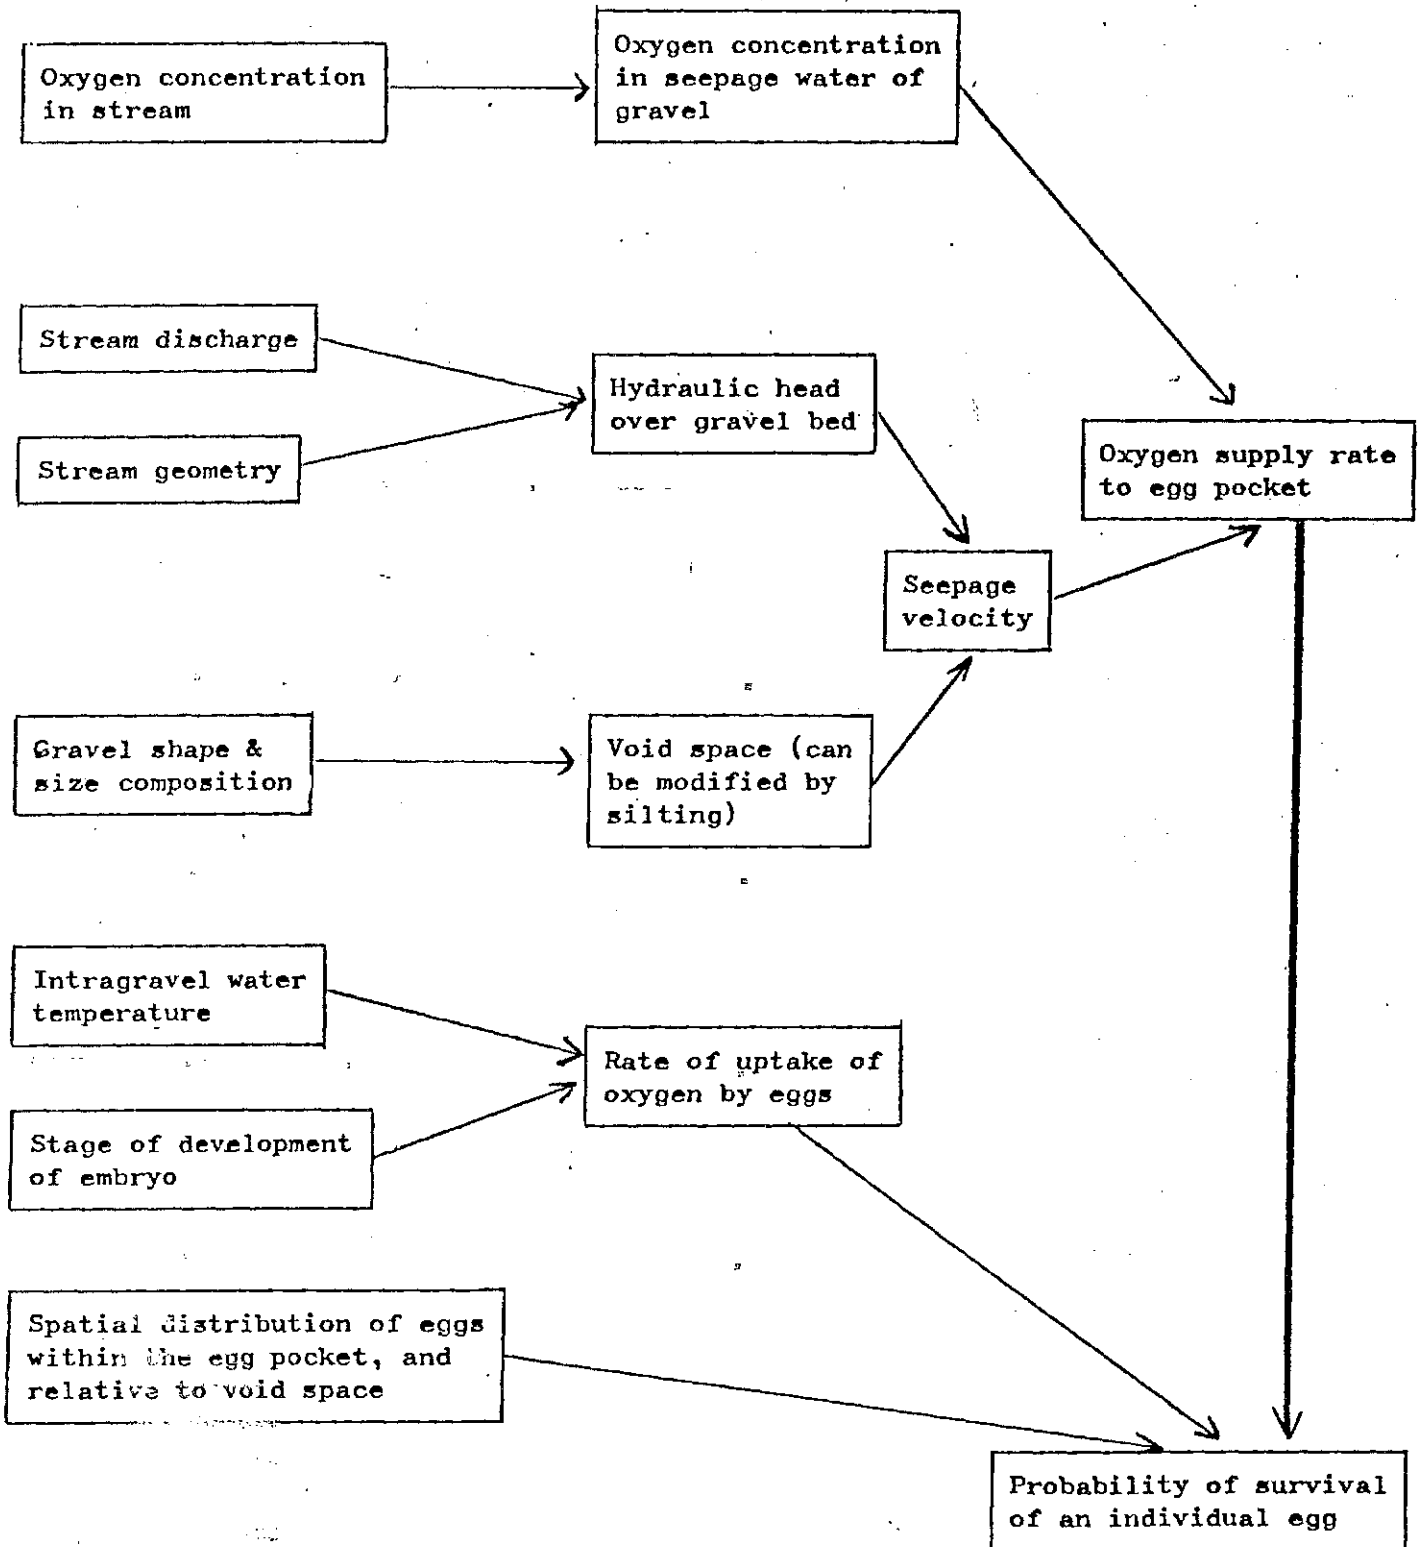 Oxygen concentration
in stream
Oxygen concentration
in seepage water of
gravel
Stream discharge
Stream geometry
Hydraulic head
over gravel bed
Oxygen supply rate
to egg pocket
Seepage
velocity
Gravel shape &
size composition
Void space (can
be modified by
silting)
Intragravel water
temperature
Rate of uptake of
oxygen by eggs
Stage of development
of embryo
Spatial distribution of eggs
within the egg pocket, and
relative to void space
Probability of survival
of an individual egg